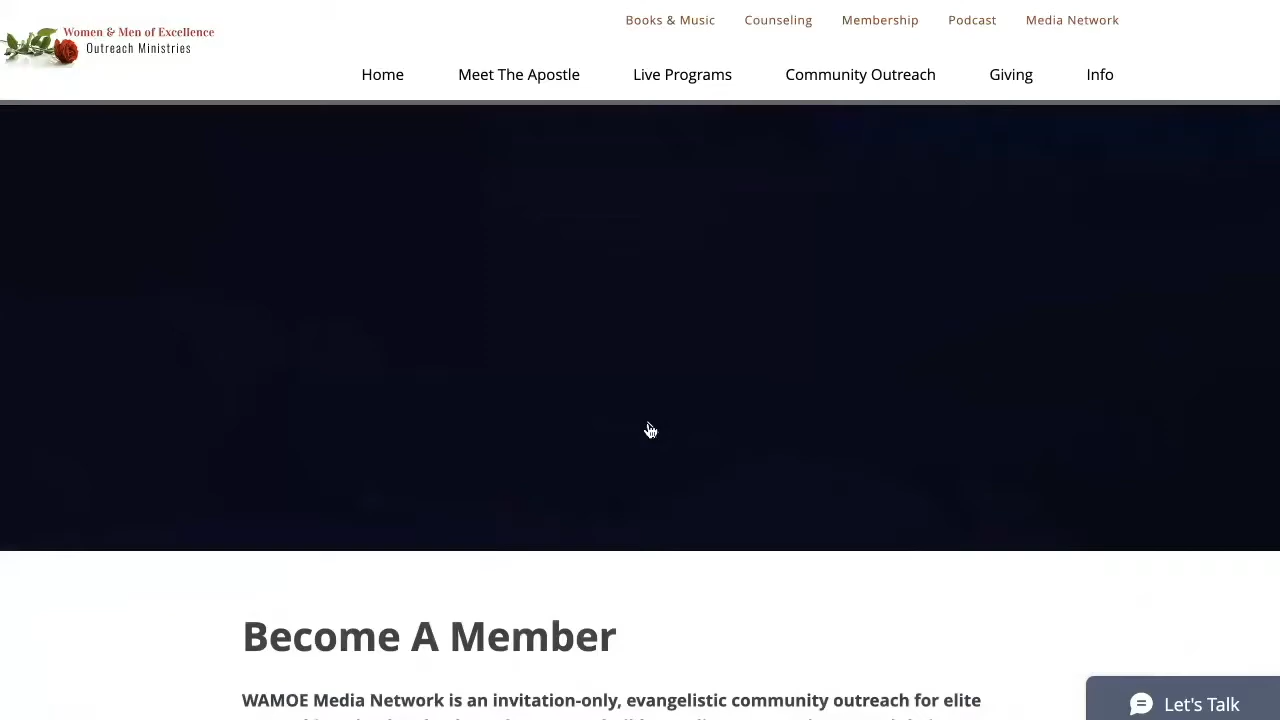 Books & Music Counseling Membership Podcast Media Network
Women & Men of Excellence
Outreach Ministries
Home Meet The Apostle Live Programs Community Outreach Giving Info
Become A Member
WAMOE Media Network is an invitation-only, evangelistic community outreach for elite
Let's Talk